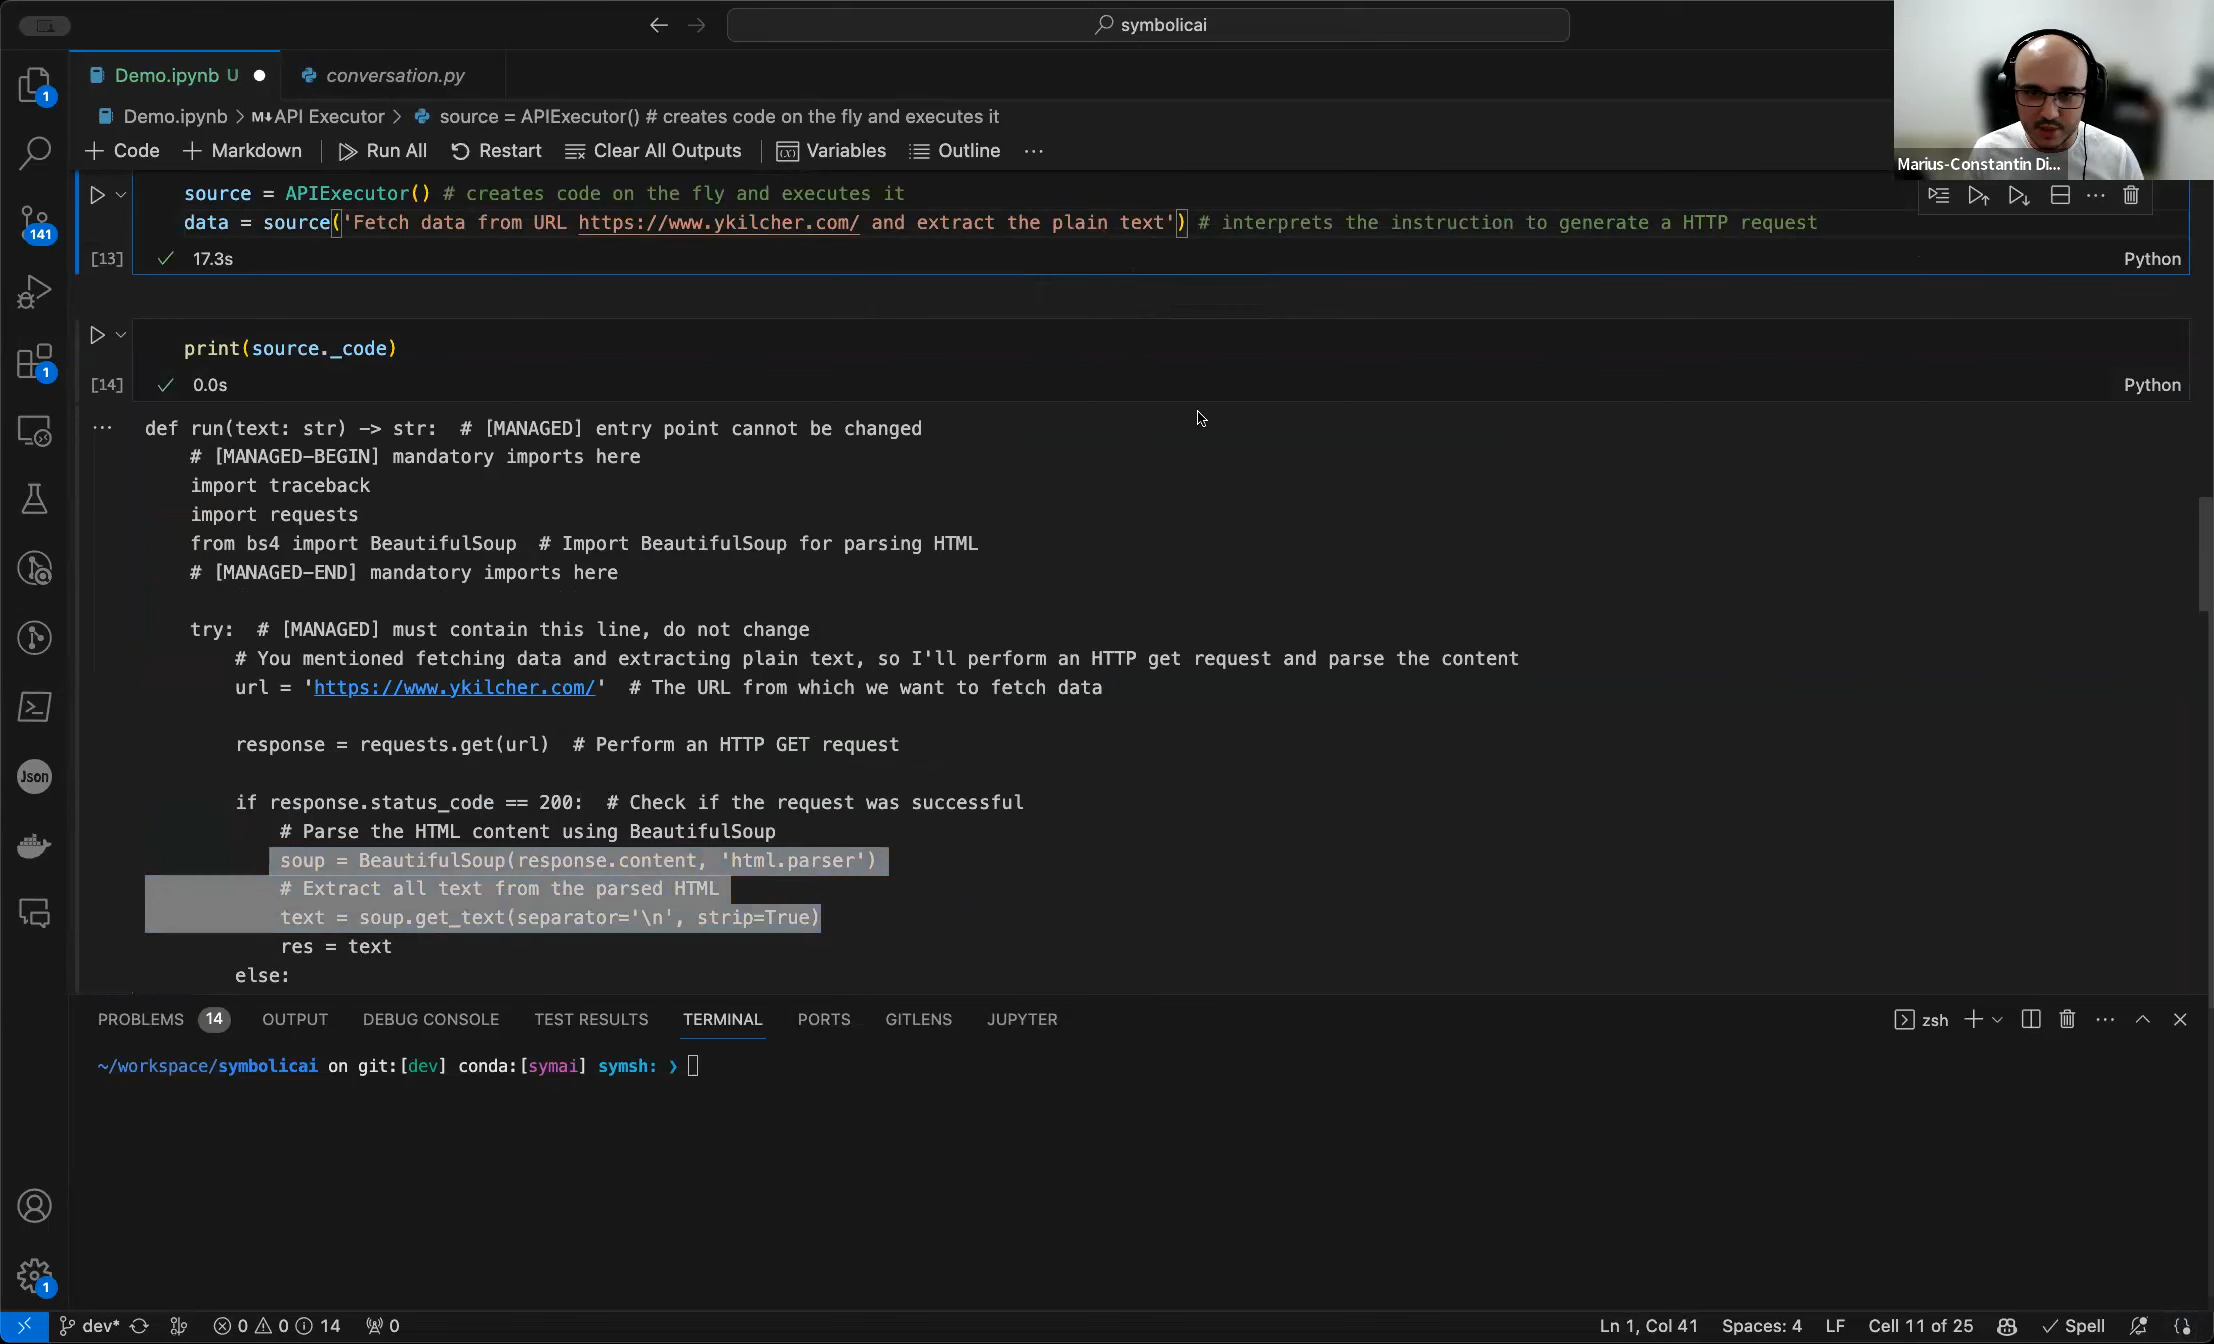 symbolicai
Demo.ipynb U
conversation.py
Demo.ipynb > M↓API Executor > source = APIExecutor() # creates code on the fly and executes it
+ Code + Markdown Run All Restart Clear All Outputs Variables Outline ...
Marius-Constantin Di...
source = APIExecutor() # creates code on the fly and executes it
data = source('Fetch data from URL https://www.ykilcher.com/ and extract the plain text') # interprets the instruction to generate a HTTP request
[13] 17.3s Python
print(source._code)
[14] 0.0s Python
def run(text: str) -> str:  # [MANAGED] entry point cannot be changed
# [MANAGED-BEGIN] mandatory imports here
import traceback
import requests
from bs4 import BeautifulSoup  # Import BeautifulSoup for parsing HTML
# [MANAGED-END] mandatory imports here
try:  # [MANAGED] must contain this line, do not change
# You mentioned fetching data and extracting plain text, so I'll perform an HTTP get request and parse the content
url = 'https://www.ykilcher.com/'  # The URL from which we want to fetch data
response = requests.get(url)  # Perform an HTTP GET request
if response.status_code == 200:  # Check if the request was successful
# Parse the HTML content using BeautifulSoup
soup = BeautifulSoup(response.content, 'html.parser')
# Extract all text from the parsed HTML
text = soup.get_text(separator='\n', strip=True)
res = text
else:
PROBLEMS 14 OUTPUT DEBUG CONSOLE TEST RESULTS TERMINAL PORTS GITLENS JUPYTER zsh
~/workspace/symbolicai on git:[dev] conda:[symai] symsh: ❯
1
141
1
Json
1
dev* 0 0 14 0 Ln 1, Col 41 Spaces: 4 LF Cell 11 of 25 Spell